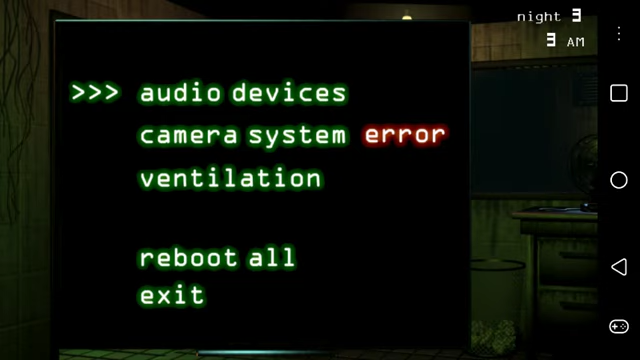 night 3
3 AM
>>> audio devices
camera system error
ventilation
reboot all
exit